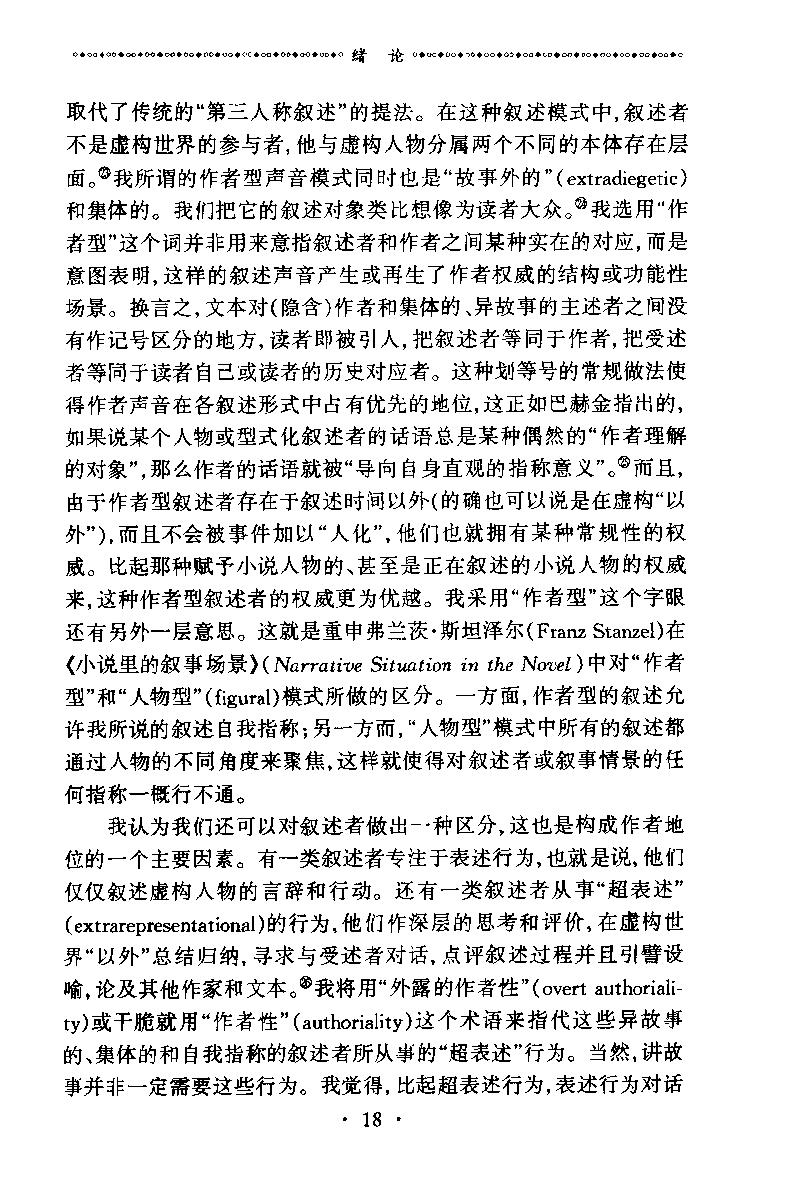 绪 论
取代了传统的“第三人称叙述”的提法。在这种叙述模式中,叙述者
不是虚构世界的参与者,他与虚构人物分属两个不同的本体存在层
面。㉓我所谓的作者型声音模式同时也是“故事外的”(extradiegetic)
和集体的。我们把它的叙述对象类比想像为读者大众。㉔我选用“作
者型”这个词并非用来意指叙述者和作者之间某种实在的对应,而是
意图表明,这样的叙述声音产生或再生了作者权威的结构或功能性
场景。换言之,文本对(隐含)作者和集体的、异故事的主述者之间没
有作记号区分的地方,读者即被引人,把叙述者等同于作者,把受述
者等同于读者自己或读者的历史对应者。这种划等号的常规做法使
得作者声音在各叙述形式中占有优先的地位,这正如巴赫金指出的,
如果说某个人物或型式化叙述者的话语总是某种偶然的“作者理解
的对象”,那么作者的话语就被“导向自身直观的指称意义”。㉕而且,
由于作者型叙述者存在于叙述时间以外(的确也可以说是在虚构“以
外”),而且不会被事件加以“人化”,他们也就拥有某种常规性的权
威。比起那种赋予小说人物的、甚至是正在叙述的小说人物的权威
来,这种作者型叙述者的权威更为优越。我采用“作者型”这个字眼
还有另外一层意思。这就是重申弗兰茨·斯坦泽尔(Franz Stanzel)在
《小说里的叙事场景》(Narrative Situation in the Novel)中对“作者
型”和“人物型”(figural)模式所做的区分。一方面,作者型的叙述允
许我所说的叙述自我指称;另一方而,“人物型”模式中所有的叙述都
通过人物的不同角度来聚焦,这样就使得对叙述者或叙事情景的任
何指称一概行不通。
我认为我们还可以对叙述者做出一种区分,这也是构成作者地
位的一个主要因素。有一类叙述者专注于表述行为,也就是说,他们
仅仅叙述虚构人物的言辞和行动。还有一类叙述者从事“超表述”
(extrarepresentational)的行为,他们作深层的思考和评价,在虚构世
界“以外”总结归纳,寻求与受述者对话,点评叙述过程并且引譬设
喻,论及其他作家和文本。㉖我将用“外露的作者性”(overt authoriali-
ty)或干脆就用“作者性”(authoriality)这个术语来指代这些异故事
的、集体的和自我指称的叙述者所从事的“超表述”行为。当然,讲故
事并非一定需要这些行为。我觉得,比起超表述行为,表述行为对话
· 18 ·